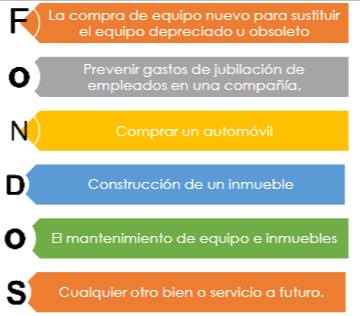 F
La compra de equipo nuevo para sustituir
el equipo depreciado u obsoleto
O
Prevenir gastos de jubilación de
empleados en una compañía,
N
Comprar un automóvil
D
Construcción de un inmueble
O
El mantenimiento de equipo e inmuebles
S
Cualquier otro bien o servicio a futuro.